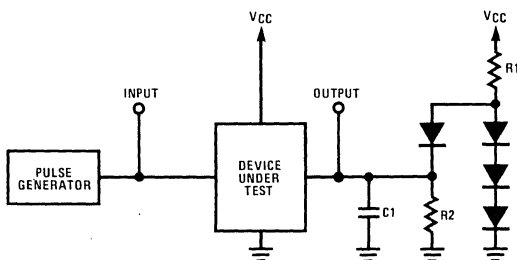 VCC
VCC
R1
INPUT
OUTPUT
PULSE
GENERATOR
DEVICE
UNDER
TEST
C1
R2